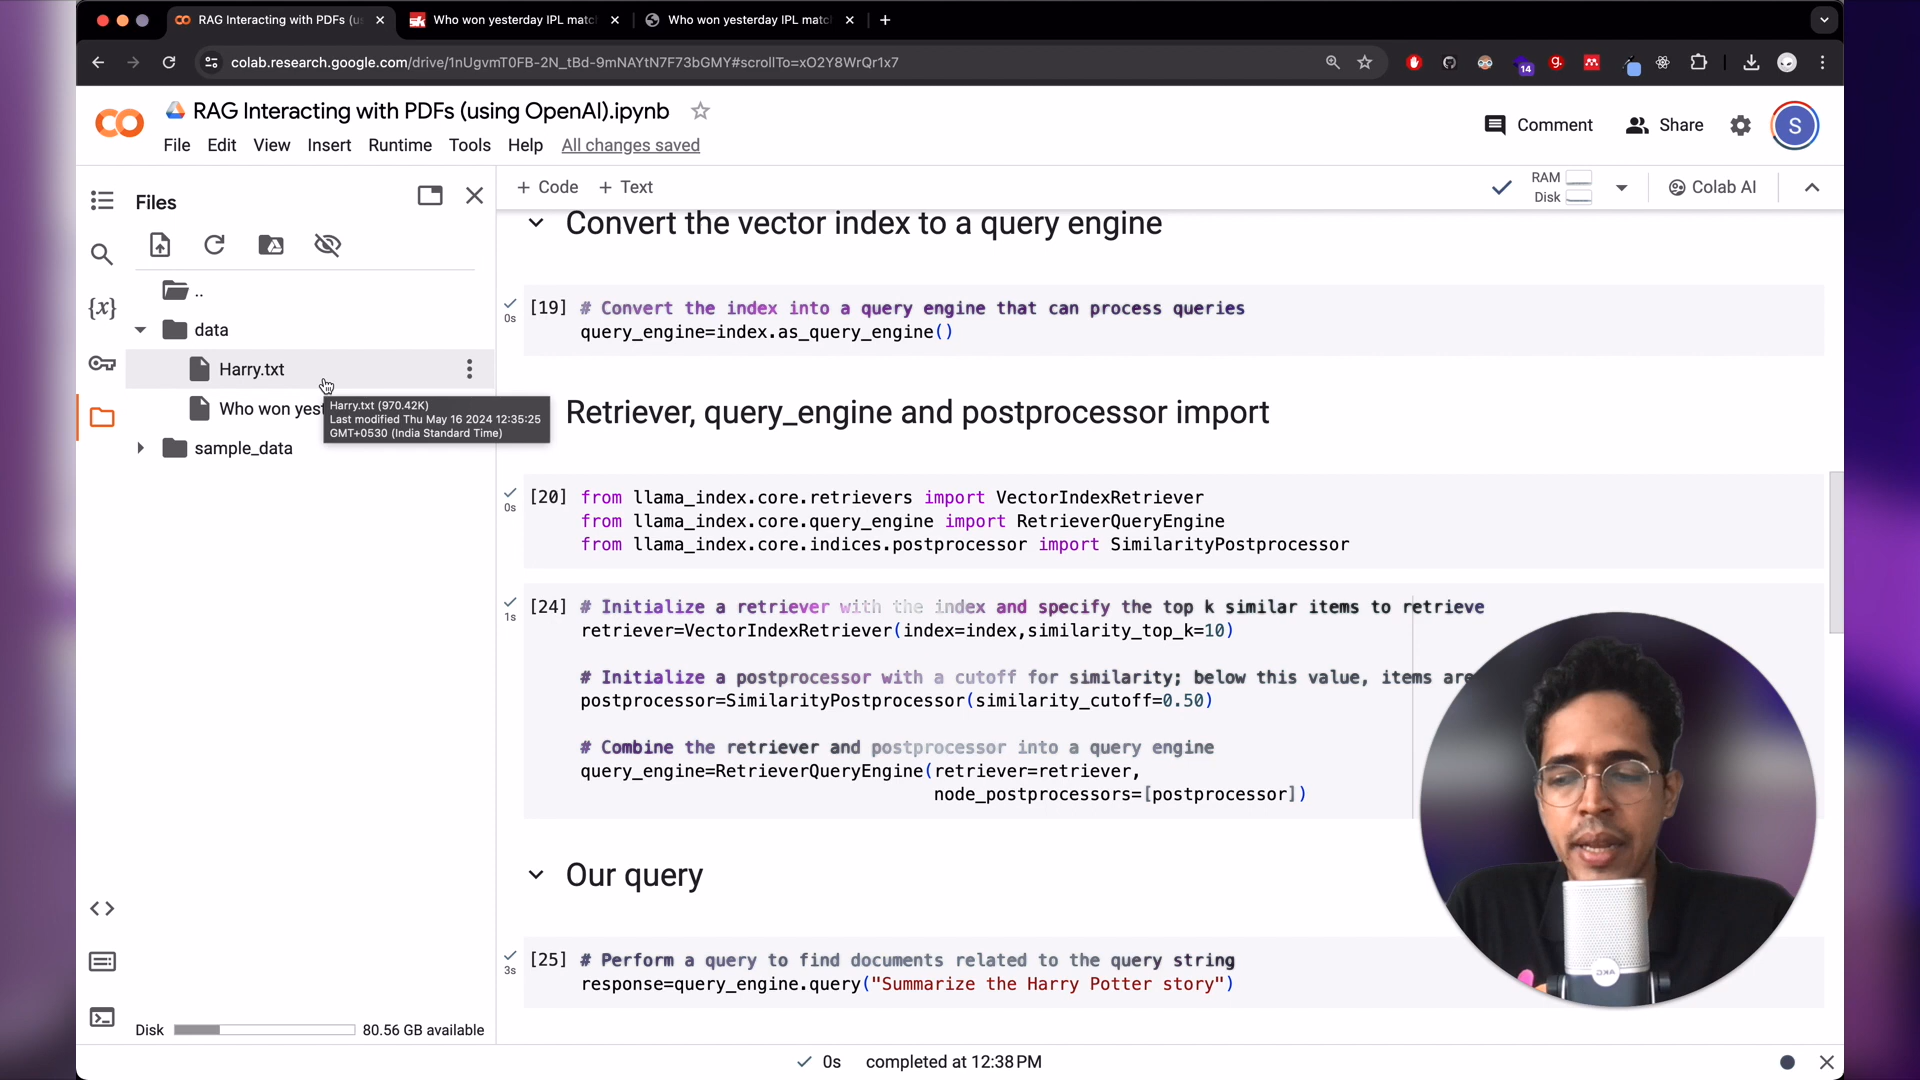 RAG Interacting with PDFs (u
Who won yesterday IPL matc
Who won yesterday IPL matc
colab.research.google.com/drive/1nUgvmT0FB-2N_tBd-9mNAYtN7F73bGMY#scrollTo=xO2Y8WrQr1x7
14
RAG Interacting with PDFs (using OpenAI).ipynb
File Edit View Insert Runtime Tools Help All changes saved
Comment Share S
Files
+ Code + Text
RAM
Disk
Colab AI
..
data
Harry.txt
Who won yest
Harry.txt (970.42K)
Last modified Thu May 16 2024 12:35:25
GMT+0530 (India Standard Time)
sample_data
{x}
Disk 80.56 GB available
Convert the vector index to a query engine
0s
[19] # Convert the index into a query engine that can process queries
query_engine=index.as_query_engine()
Retriever, query_engine and postprocessor import
0s
[20] from llama_index.core.retrievers import VectorIndexRetriever
from llama_index.core.query_engine import RetrieverQueryEngine
from llama_index.core.indices.postprocessor import SimilarityPostprocessor
1s
[24] # Initialize a retriever with the index and specify the top k similar items to retrieve
retriever=VectorIndexRetriever(index=index,similarity_top_k=10)
# Initialize a postprocessor with a cutoff for similarity; below this value, items are
postprocessor=SimilarityPostprocessor(similarity_cutoff=0.50)
# Combine the retriever and postprocessor into a query engine
query_engine=RetrieverQueryEngine(retriever=retriever,
node_postprocessors=[postprocessor])
Our query
3s
[25] # Perform a query to find documents related to the query string
response=query_engine.query("Summarize the Harry Potter story")
0s completed at 12:38 PM
AKG